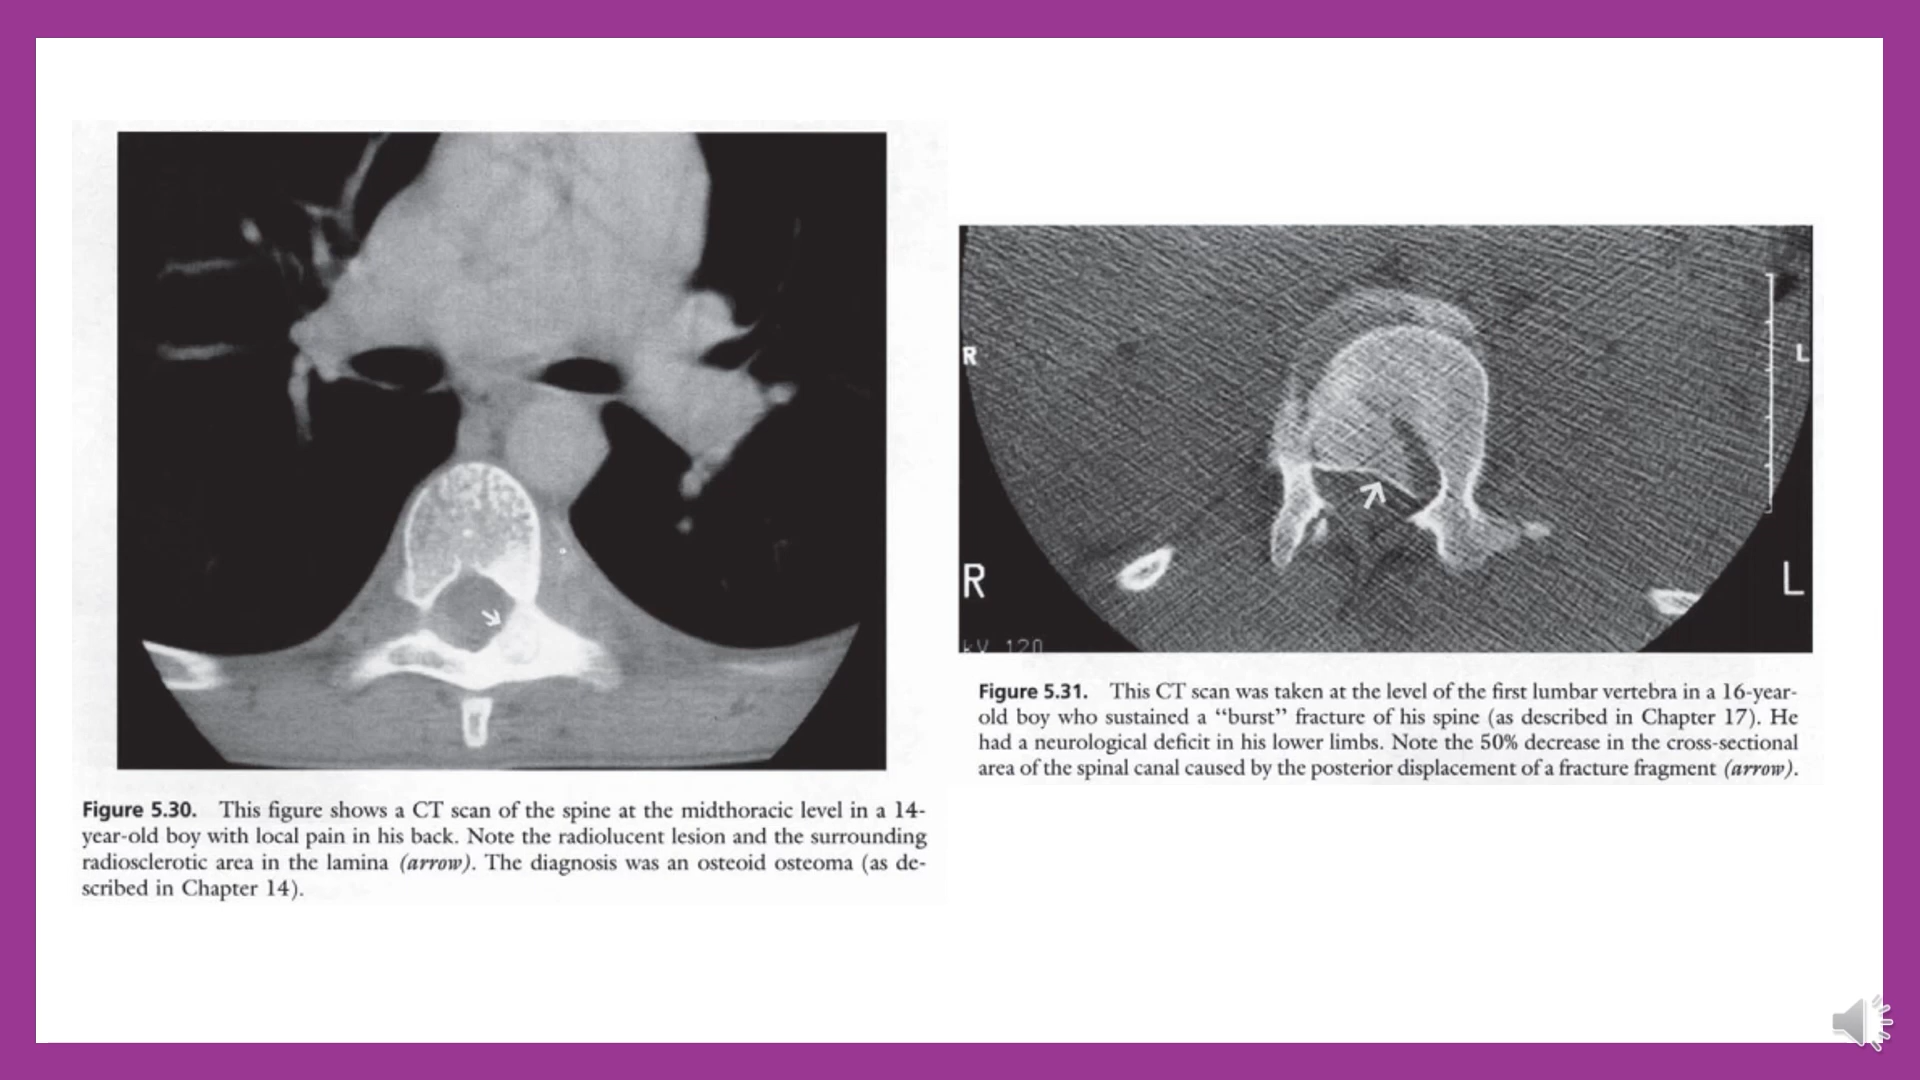 Figure 5.30. This figure shows a CT scan of the spine at the midthoracic level in a 14-
year-old boy with local pain in his back. Note the radiolucent lesion and the surrounding
radiosclerotic area in the lamina (arrow). The diagnosis was an osteoid osteoma (as de-
scribed in Chapter 14).
R
L
R
L
kV 120
Figure 5.31. This CT scan was taken at the level of the first lumbar vertebra in a 16-year-
old boy who sustained a “burst” fracture of his spine (as described in Chapter 17). He
had a neurological deficit in his lower limbs. Note the 50% decrease in the cross-sectional
area of the spinal canal caused by the posterior displacement of a fracture fragment (arrow).